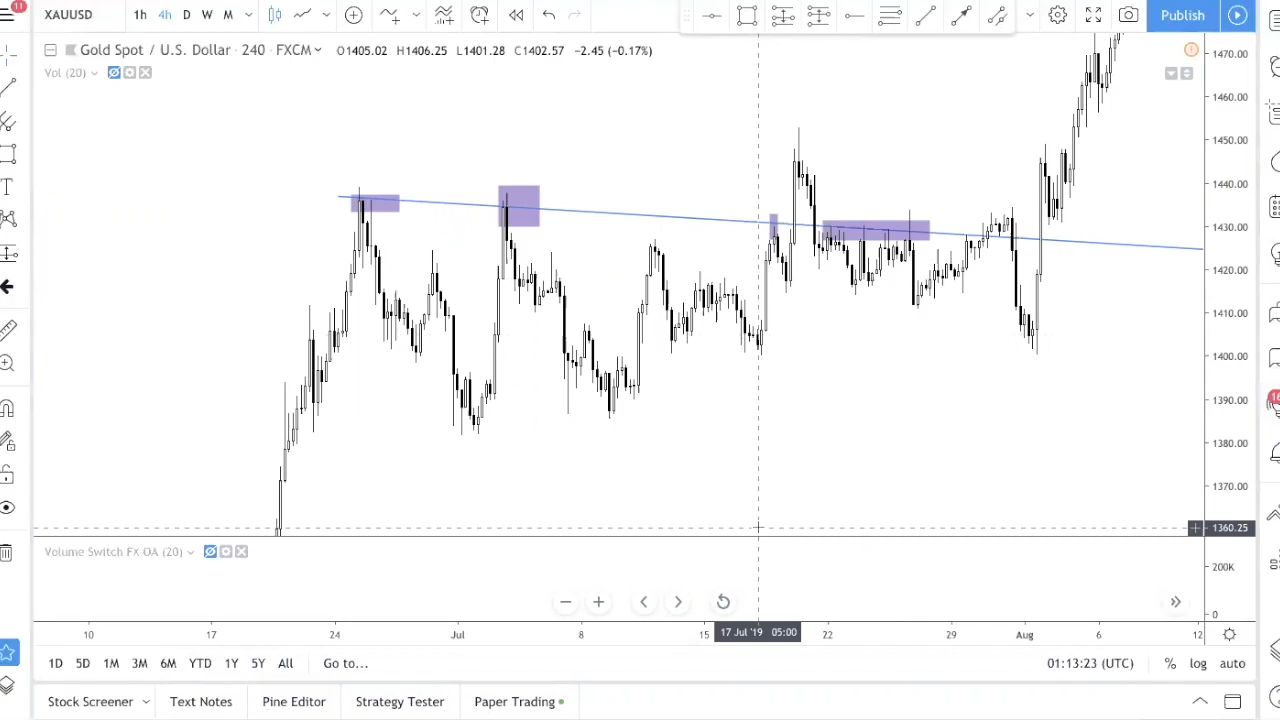 11
XAUUSD 1h 4h D W M Publish
Gold Spot / U.S. Dollar · 240 · FXCM O1405.02 H1406.25 L1401.28 C1402.57 −2.45 (−0.17%)
Vol (20)
1470.00
1460.00
1450.00
1440.00
1430.00
1420.00
1410.00
1400.00
1390.00
1380.00
1370.00
1360.25
T
16
Volume Switch FX OA (20)
200K
0
10 17 24 Jul 8 15 17 Jul '19 05:00 22 29 Aug 6 12
1D 5D 1M 3M 6M YTD 1Y 5Y All Go to... 01:13:23 (UTC) % log auto
Stock Screener Text Notes Pine Editor Strategy Tester Paper Trading